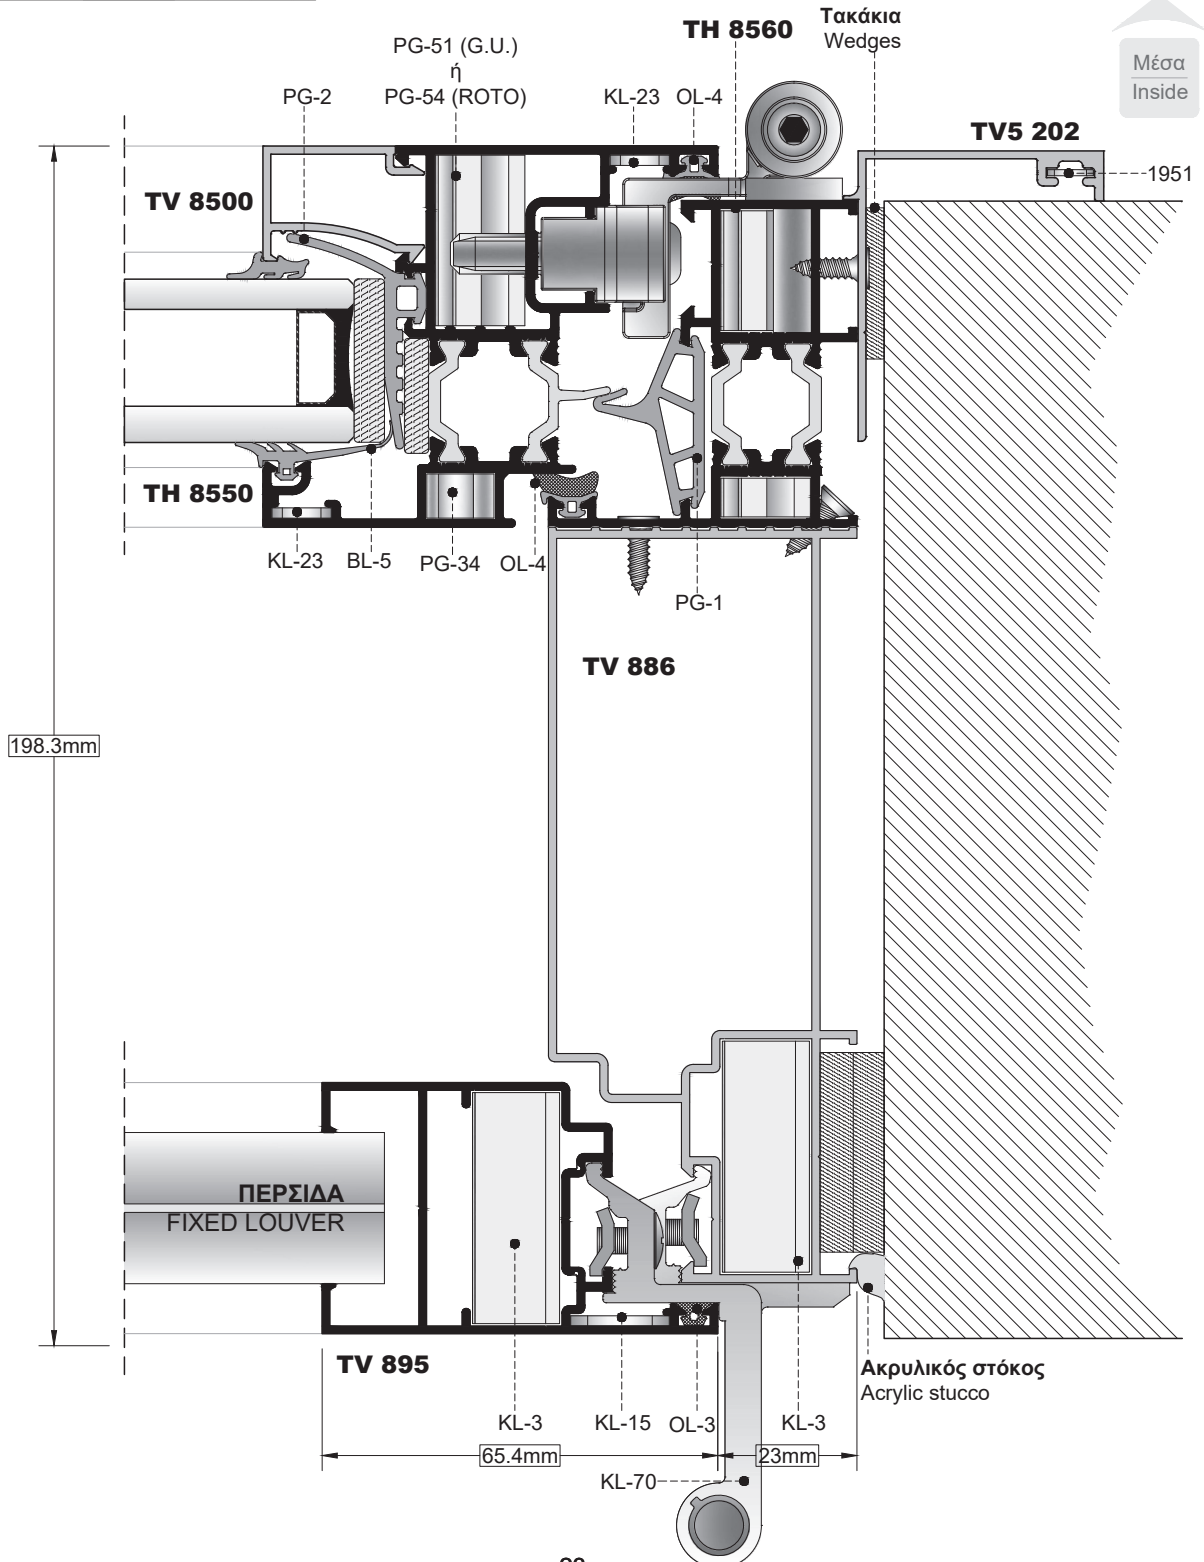 Τακάκια
Wedges
TH 8560
PG-51 (G.U.)
ή
PG-54 (ROTO)
PG-2
KL-23
OL-4
Μέσα
Inside
TV5 202
1951
TV 8500
TH 8550
KL-23
BL-5
PG-34
OL-4
PG-1
TV 886
198.3mm
ΠΕΡΣΙΔΑ
FIXED LOUVER
TV 895
Ακρυλικός στόκος
Acrylic stucco
KL-3
KL-15
OL-3
KL-3
65.4mm
23mm
KL-70